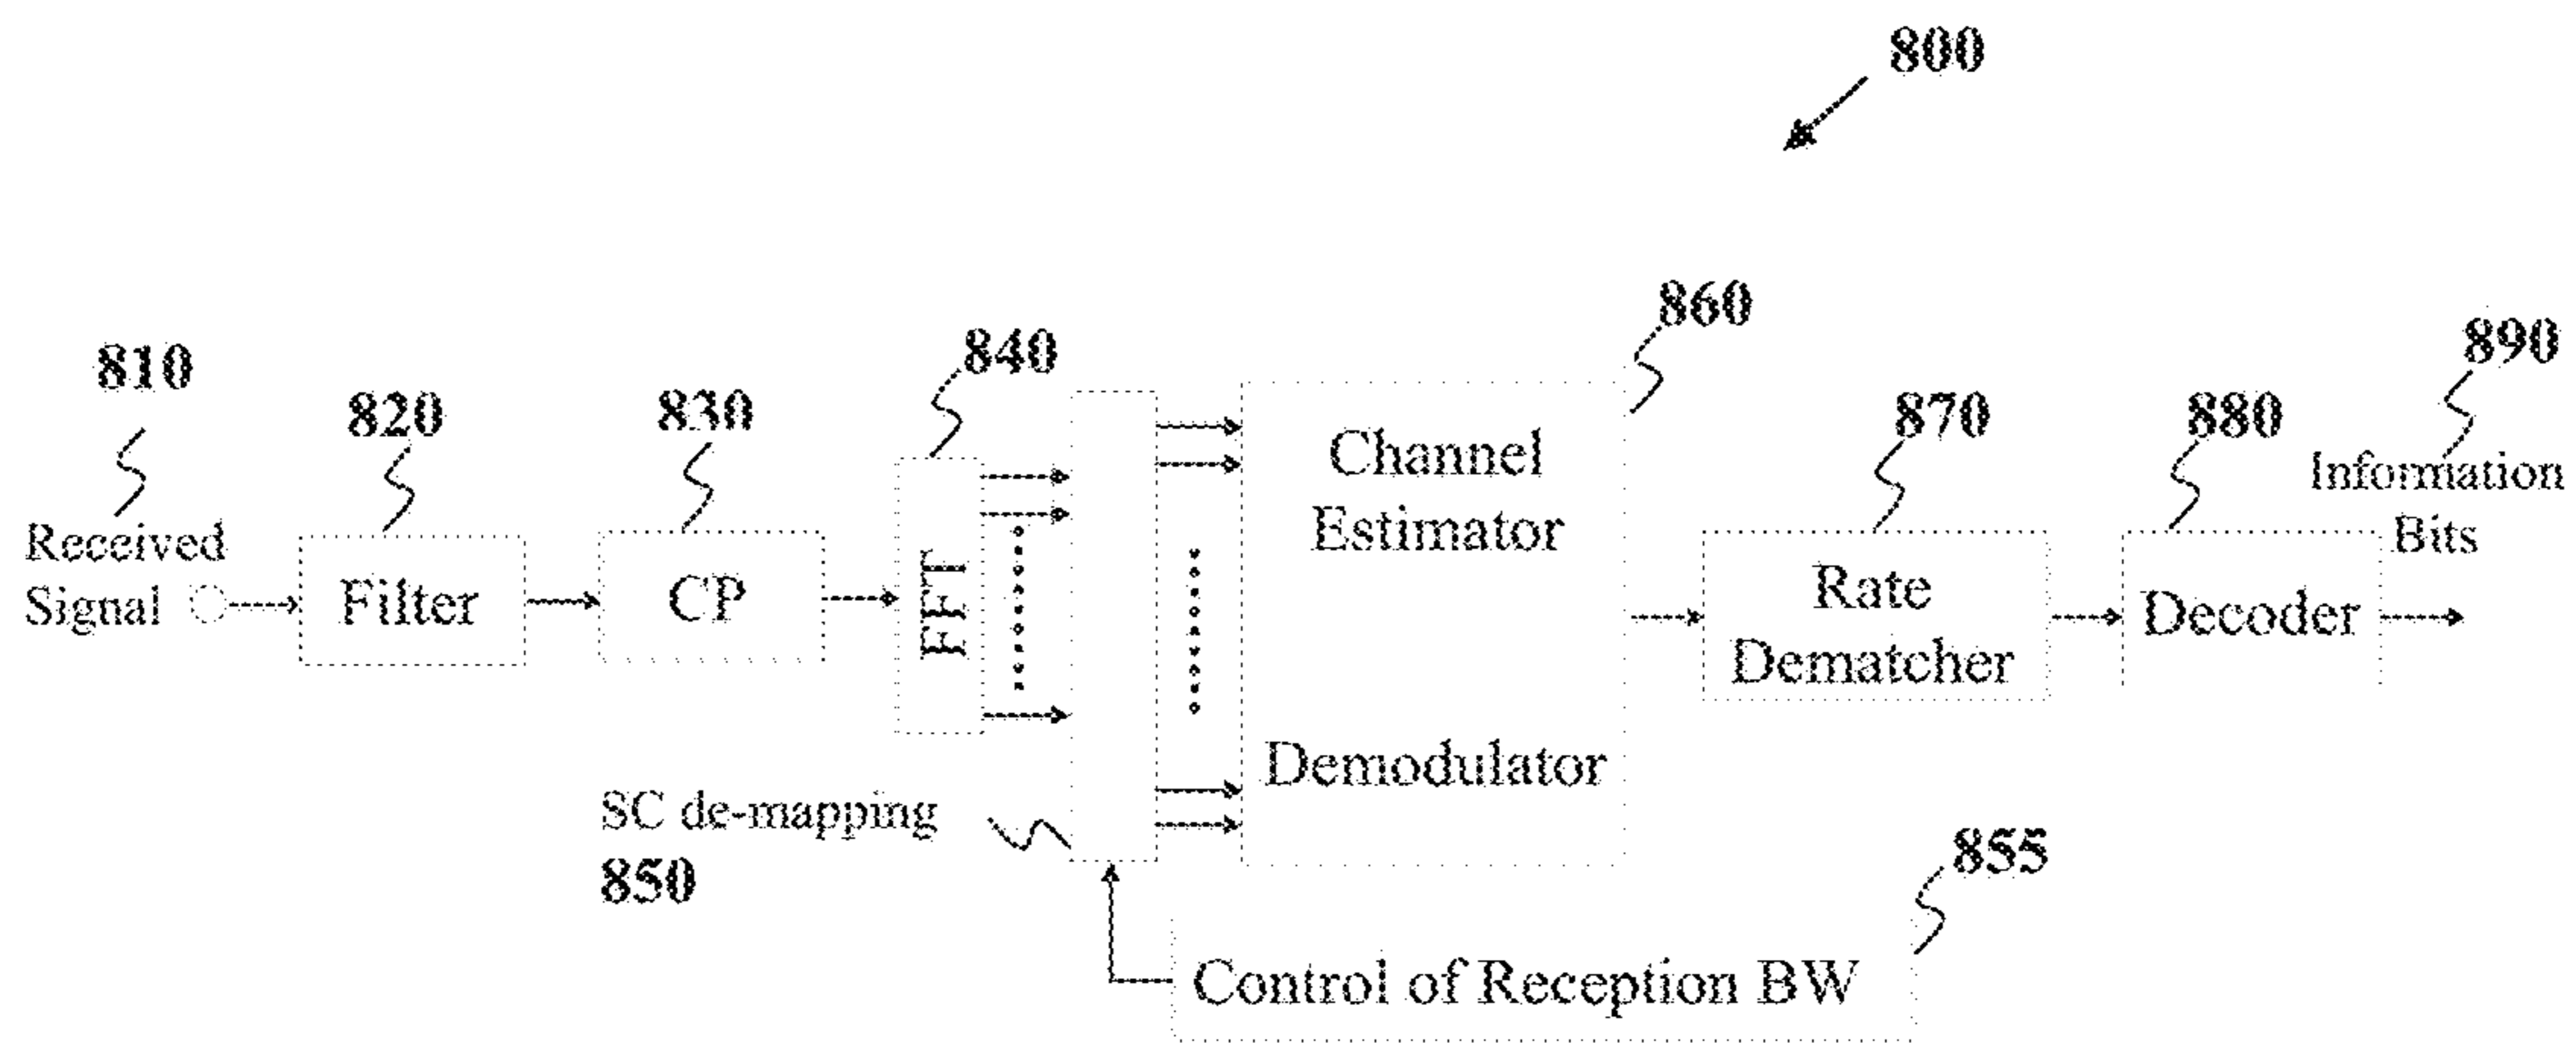 800
860
890
840
810
820
830
870
880
Channel
Estimator
Information
Bits
Received
Signal
Filter
CP
FFT
Rate
Dematcher
Decoder
Demodulator
SC de-mapping
850
855
Control of Reception BW